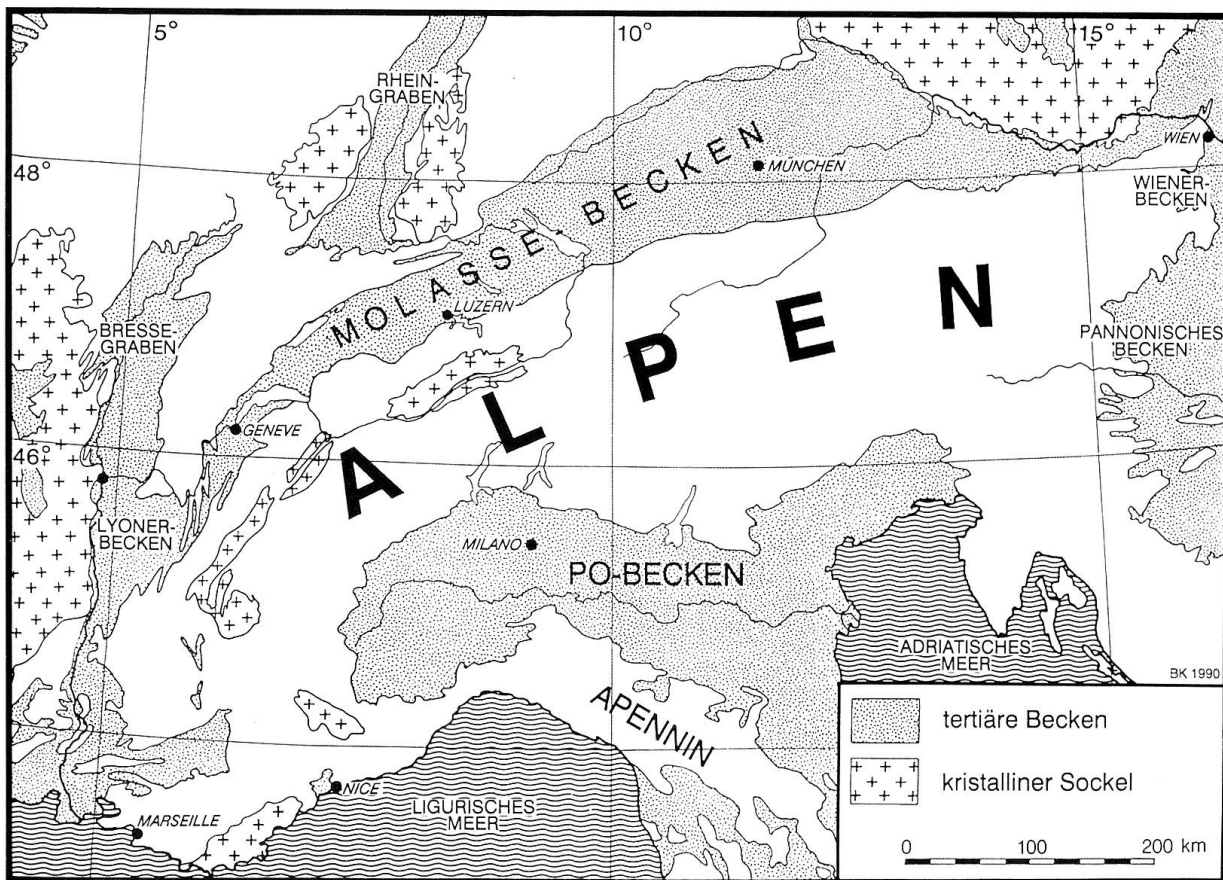 5°
10°
15°
RHEIN-
GRABEN
WIEN
48°
MÜNCHEN
WIENER-
BECKEN
MOLASSE-BECKEN
LUZERN
BRESSE-
GRABEN
PANNONISCHES
BECKEN
ALPEN
GENEVE
46°
LYONER-
BECKEN
MILANO
PO-BECKEN
ADRIATISCHES
MEER
BK 1990
APENNIN
tertiäre Becken
kristalliner Sockel
NICE
LIGURISCHES
MEER
MARSEILLE
0 100 200 km